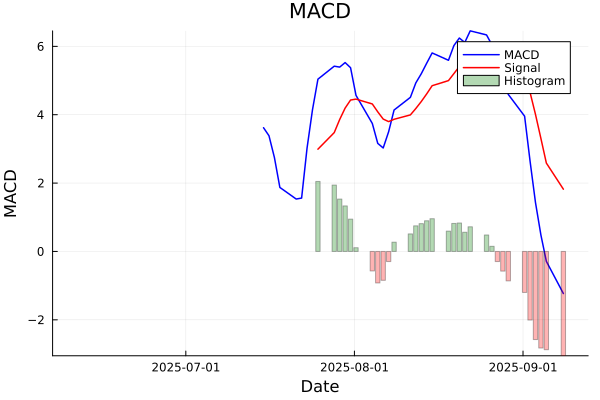 MACD
MACD
Signal
Histogram
6
4
2
0
−2
MACD
2025-07-01
2025-08-01
2025-09-01
Date